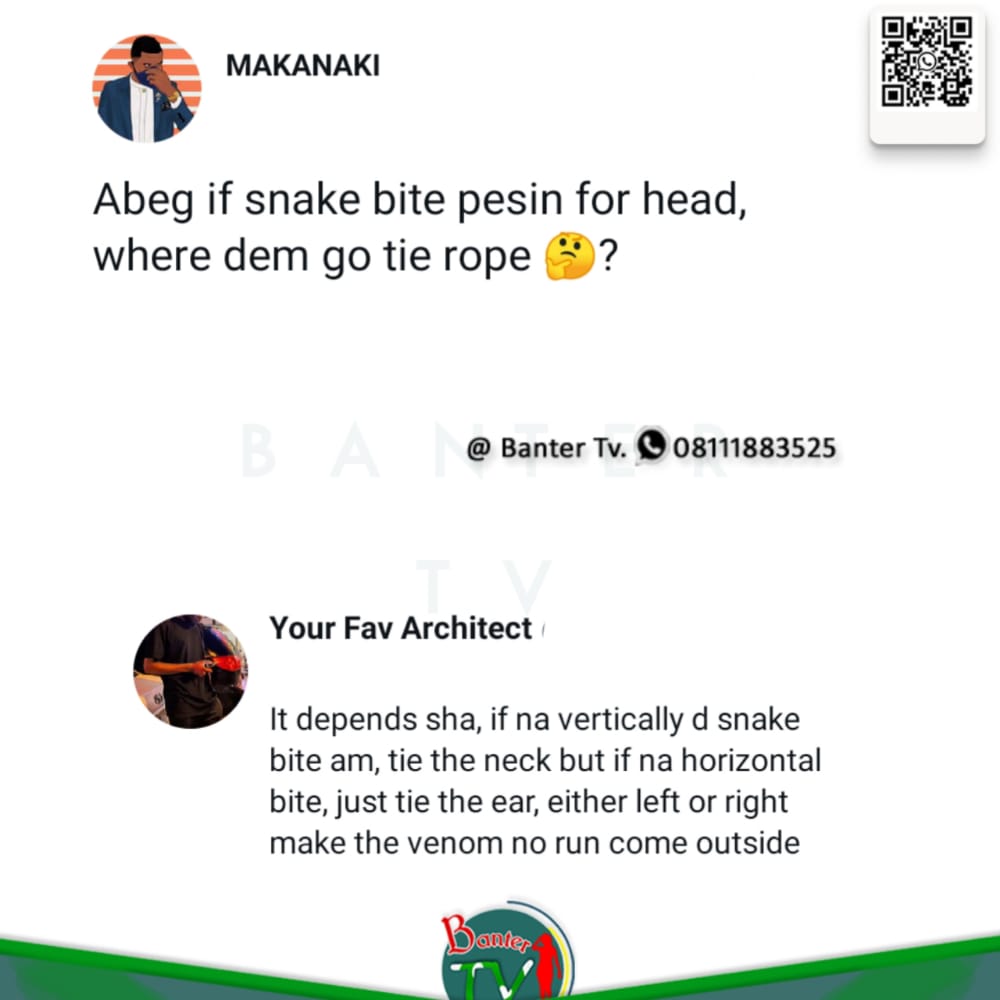 MAKANAKI
Abeg if snake bite pesin for head,
where dem go tie rope 🤔?
@ Banter Tv. 08111883525
BANTER
TV
Your Fav Architect
It depends sha, if na vertically d snake
bite am, tie the neck but if na horizontal
bite, just tie the ear, either left or right
make the venom no run come outside
Banter
TV